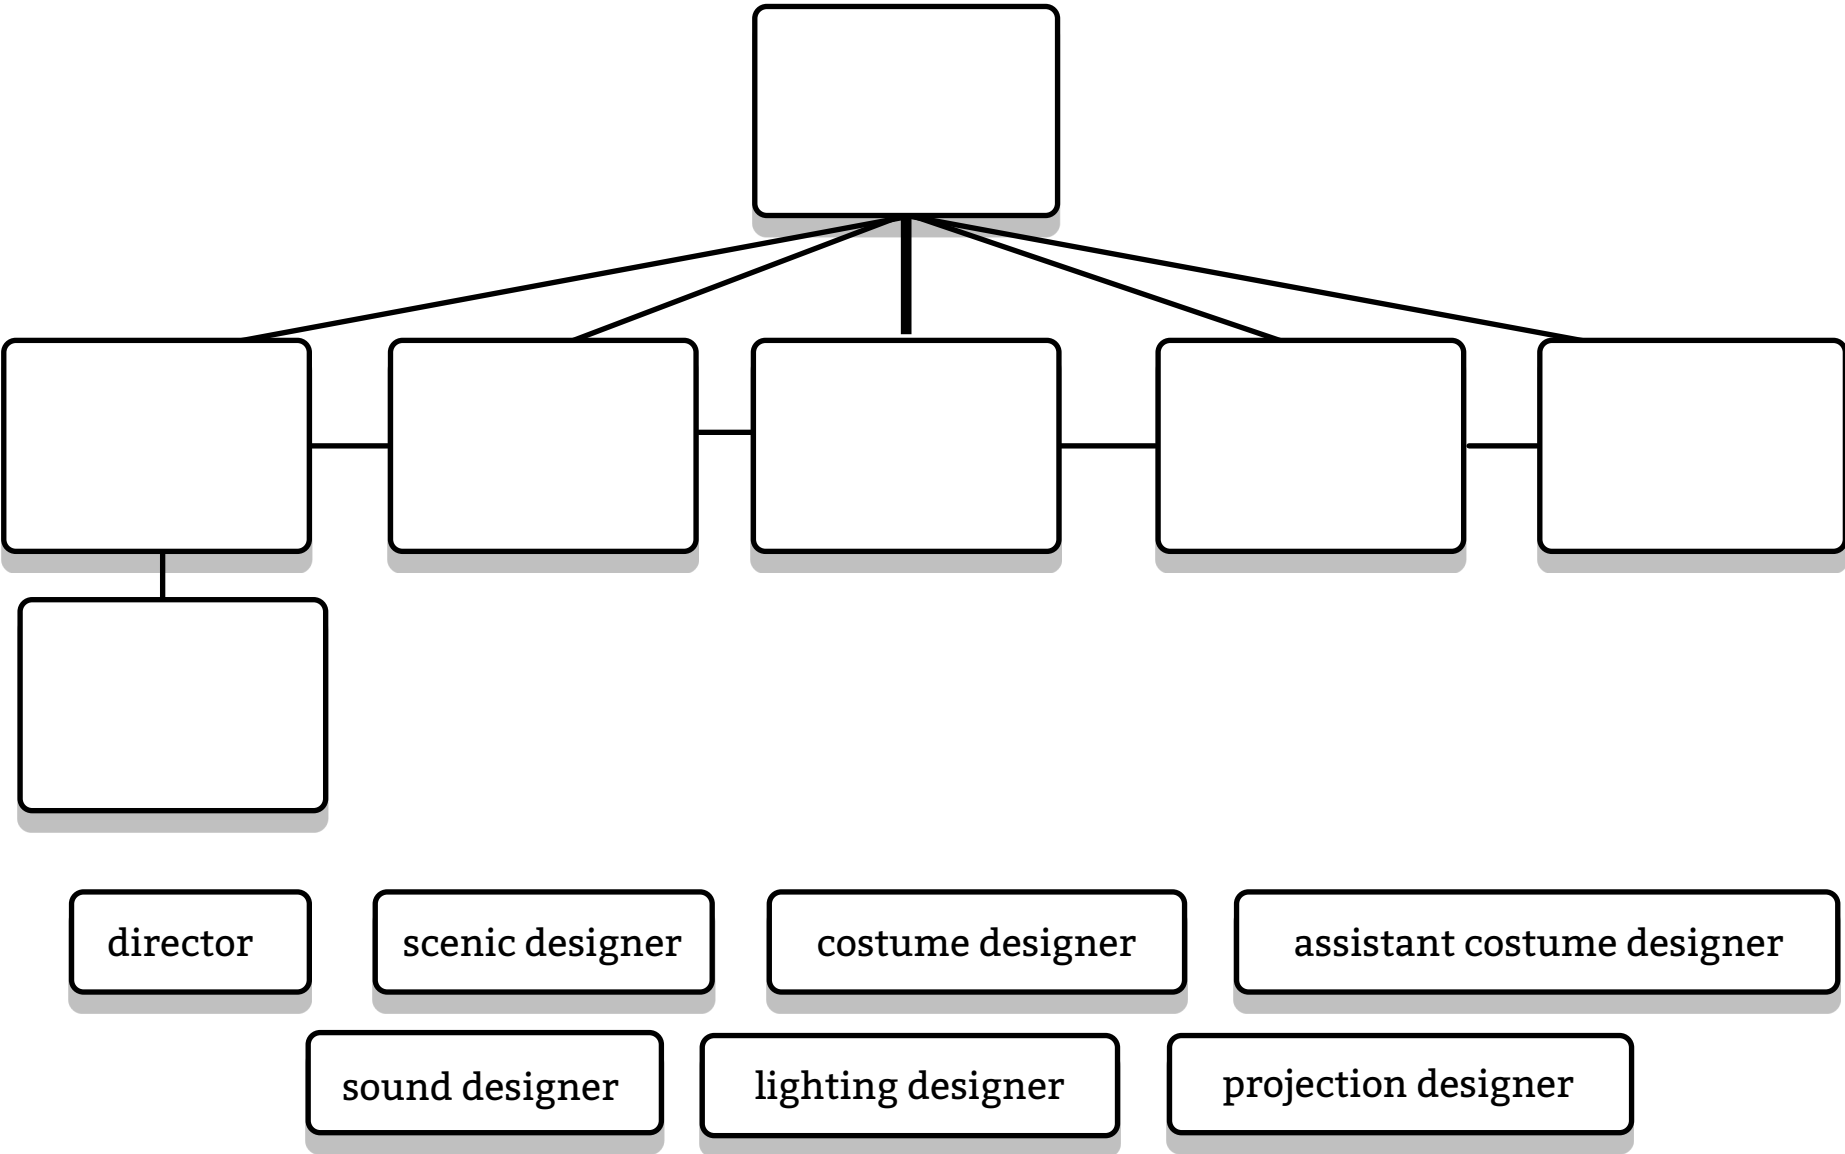 director
scenic designer
costume designer
assistant costume designer
sound designer
lighting designer
projection designer